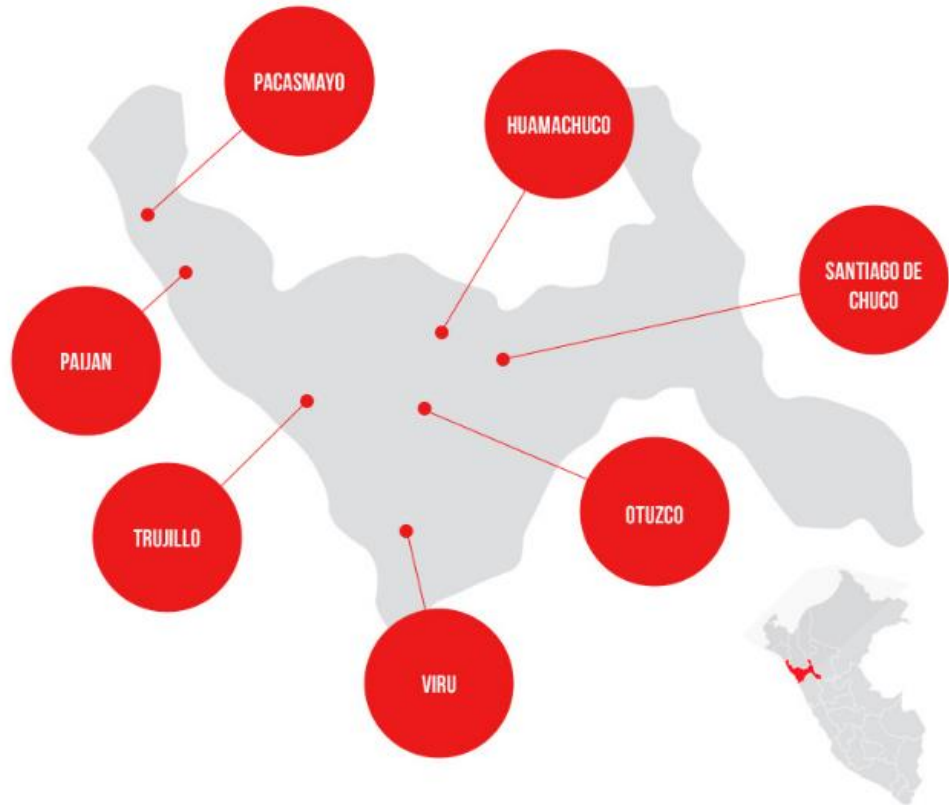 PACASMAYO
HUAMACHUCO
SANTIAGO DE
CHUCO
PAIJAN
OTUZCO
TRUJILLO
VIRU